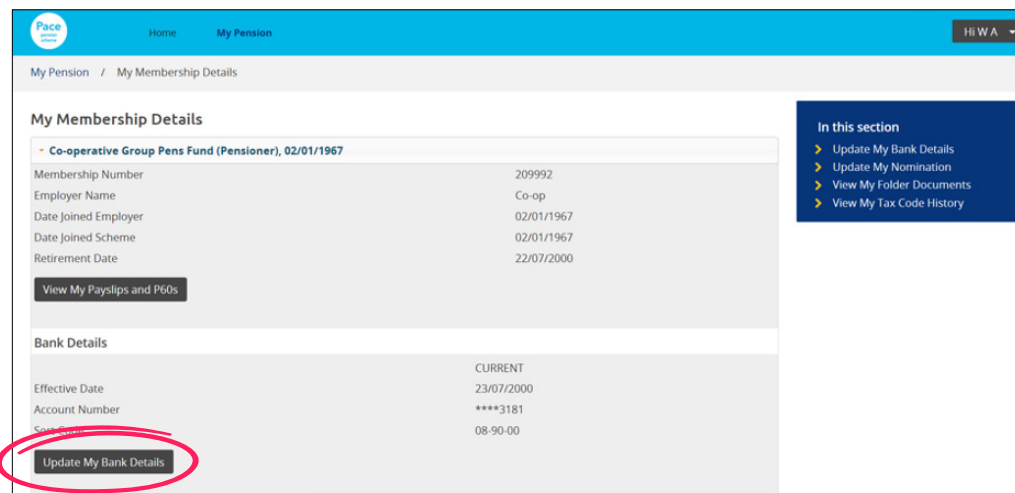 Pace
pension
scheme
Home My Pension
Hi W A
My Pension / My Membership Details
My Membership Details
Co-operative Group Pens Fund (Pensioner), 02/01/1967
Membership Number 209992
Employer Name Co-op
Date Joined Employer 02/01/1967
Date Joined Scheme 02/01/1967
Retirement Date 22/07/2000
View My Payslips and P60s
Bank Details
CURRENT
Effective Date 23/07/2000
Account Number ****3181
Sort Code 08-90-00
Update My Bank Details
In this section
Update My Bank Details
Update My Nomination
View My Folder Documents
View My Tax Code History